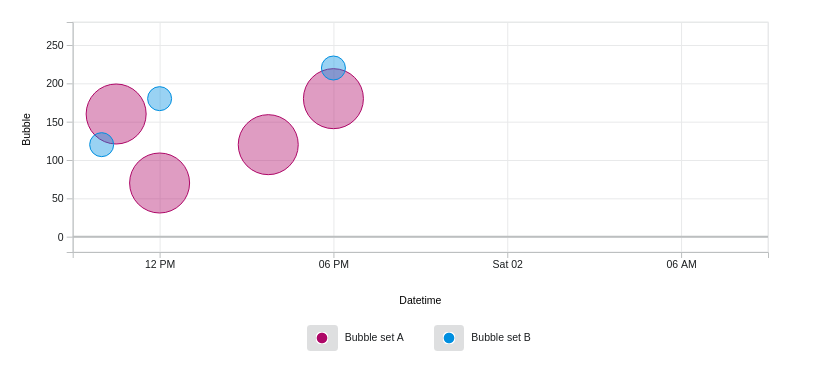 250
200
150
100
50
0
Bubble
12 PM
06 PM
Sat 02
06 AM
Datetime
Bubble set A
Bubble set B